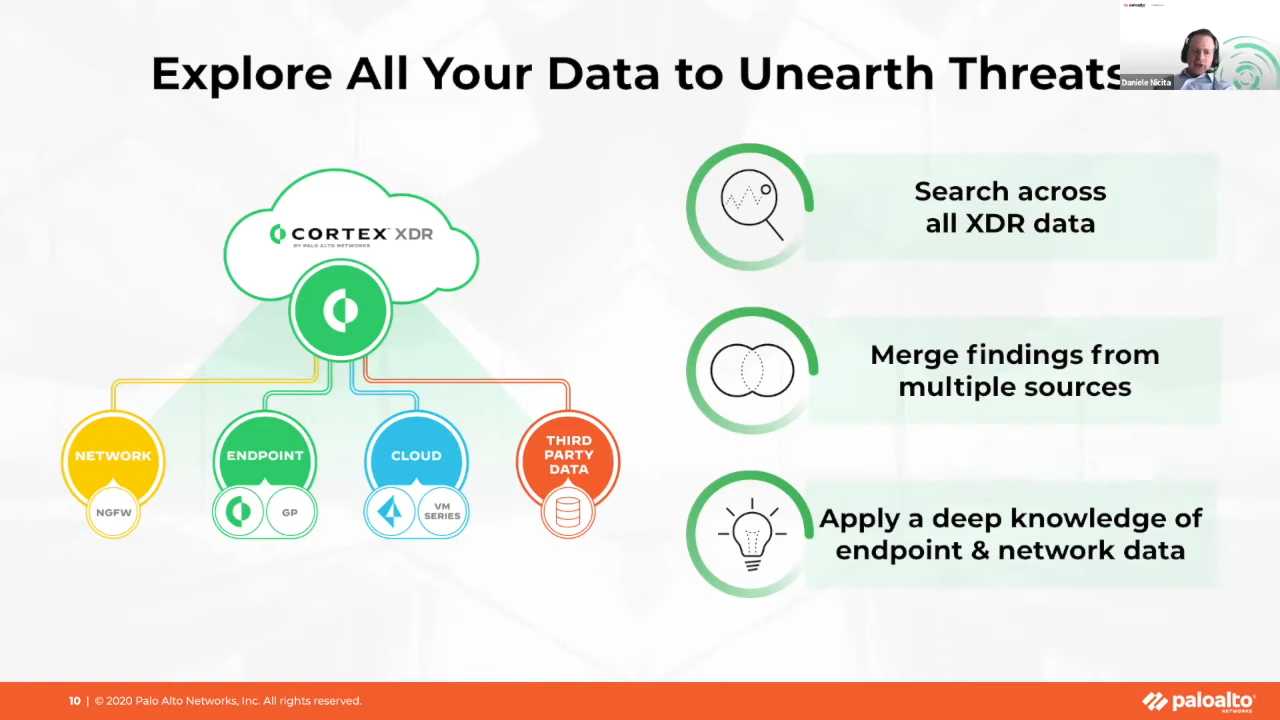 paloalto
Explore All Your Data to Unearth Threats
Daniele Nicita
CORTEX™ XDR
BY PALO ALTO NETWORKS
NETWORK
NGFW
ENDPOINT
GP
CLOUD
VM
SERIES
THIRD
PARTY
DATA
Search across
all XDR data
Merge findings from
multiple sources
Apply a deep knowledge of
endpoint & network data
10 | © 2020 Palo Alto Networks, Inc. All rights reserved.
paloalto®
NETWORKS